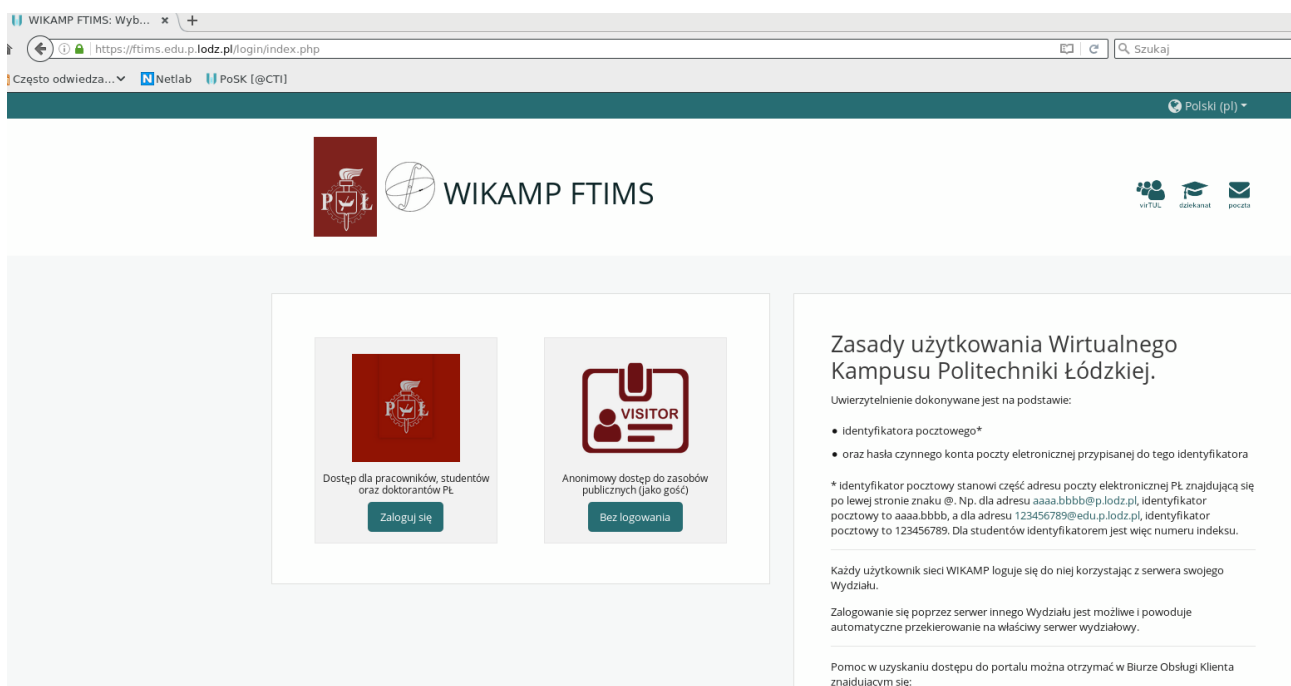 WIKAMP FTIMS: Wyb...
https://ftims.edu.p.lodz.pl/login/index.php
Szukaj
Często odwiedza...
N Netlab
PoSK [@CTI]
Polski (pl)
P Ł
WIKAMP FTIMS
virTUL
dziekanat
poczta
P Ł
Dostęp dla pracowników, studentów
oraz doktorantów PŁ
Zaloguj się
VISITOR
Anonimowy dostęp do zasobów
publicznych (jako gość)
Bez logowania
Zasady użytkowania Wirtualnego
Kampusu Politechniki Łódzkiej.
Uwierzytelnienie dokonywane jest na podstawie:
• identyfikatora pocztowego*
• oraz hasła czynnego konta poczty eletronicznej przypisanej do tego identyfikatora
* identyfikator pocztowy stanowi część adresu poczty elektronicznej PŁ znajdującą się
po lewej stronie znaku @. Np. dla adresu aaaa.bbbb@p.lodz.pl, identyfikator
pocztowy to aaaa.bbbb, a dla adresu 123456789@edu.p.lodz.pl, identyfikator
pocztowy to 123456789. Dla studentów identyfikatorem jest więc numeru indeksu.
Każdy użytkownik sieci WIKAMP loguje się do niej korzystając z serwera swojego
Wydziału.
Zalogowanie się poprzez serwer innego Wydziału jest możliwe i powoduje
automatyczne przekierowanie na właściwy serwer wydziałowy.
Pomoc w uzyskaniu dostępu do portalu można otrzymać w Biurze Obsługi Klienta
znajdującym się: